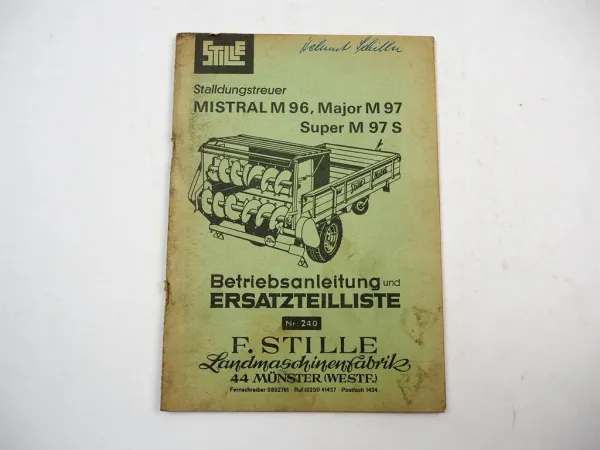 STILLE
Helmut Schiller
Stalldungstreuer
MISTRAL M 96, Major M 97
Super M 97 S
Betriebsanleitung und
ERSATZTEILLISTE
Nr: 240
F. STILLE
Landmaschinenfabrik
44 MÜNSTER (WESTF.)
Fernschreiber 0892761 · Ruf (0251) 41457 · Postfach 1434